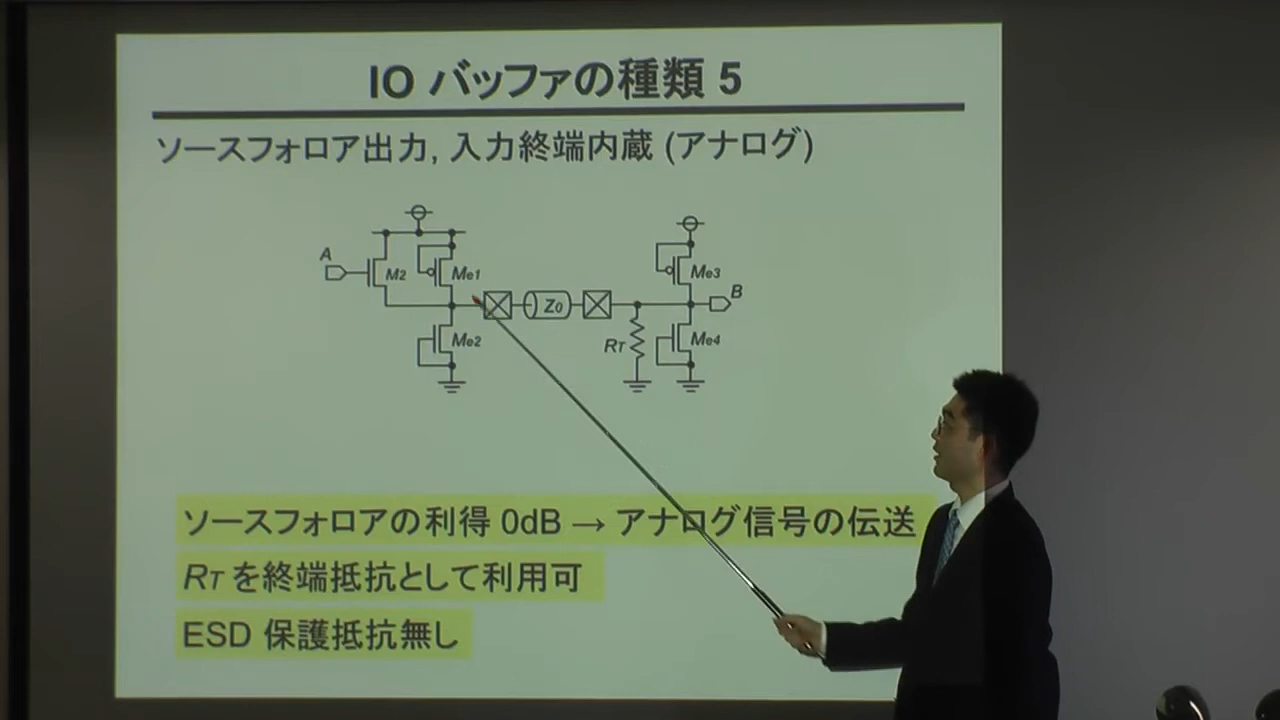 IO バッファの種類 5
ソースフォロア出力, 入力終端内蔵 (アナログ)
A
M2
Me1
Me2
Z0
RT
Me3
Me4
B
ソースフォロアの利得 0dB → アナログ信号の伝送
RT を終端抵抗として利用可
ESD 保護抵抗無し